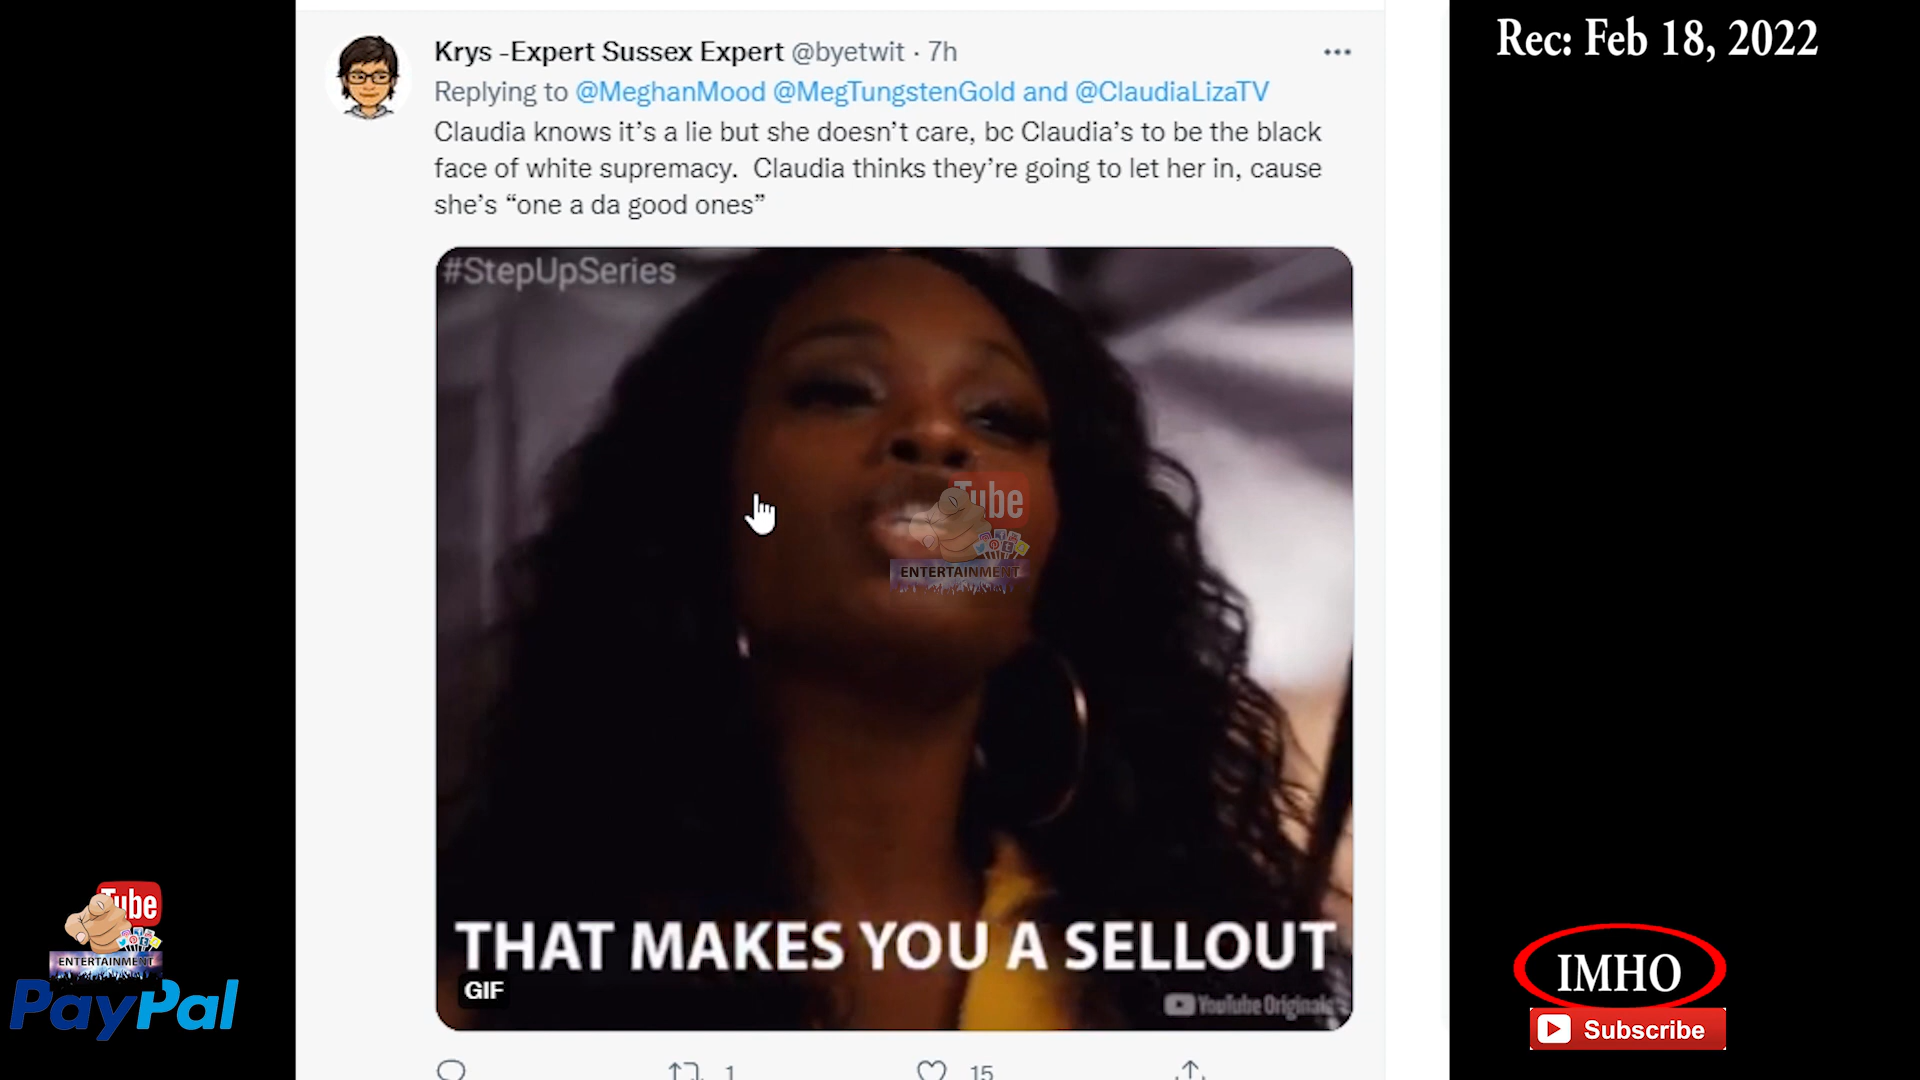 Rec: Feb 18, 2022
Krys -Expert Sussex Expert @byetwit · 7h
Replying to @MeghanMood @MegTungstenGold and @ClaudiaLizaTV
Claudia knows it’s a lie but she doesn’t care, bc Claudia’s to be the black
face of white supremacy.  Claudia thinks they’re going to let her in, cause
she’s “one a da good ones”
#StepUpSeries
Tube
ENTERTAINMENT
THAT MAKES YOU A SELLOUT
GIF
YouTube Originals
1
15
Tube
ENTERTAINMENT
PayPal
IMHO
Subscribe